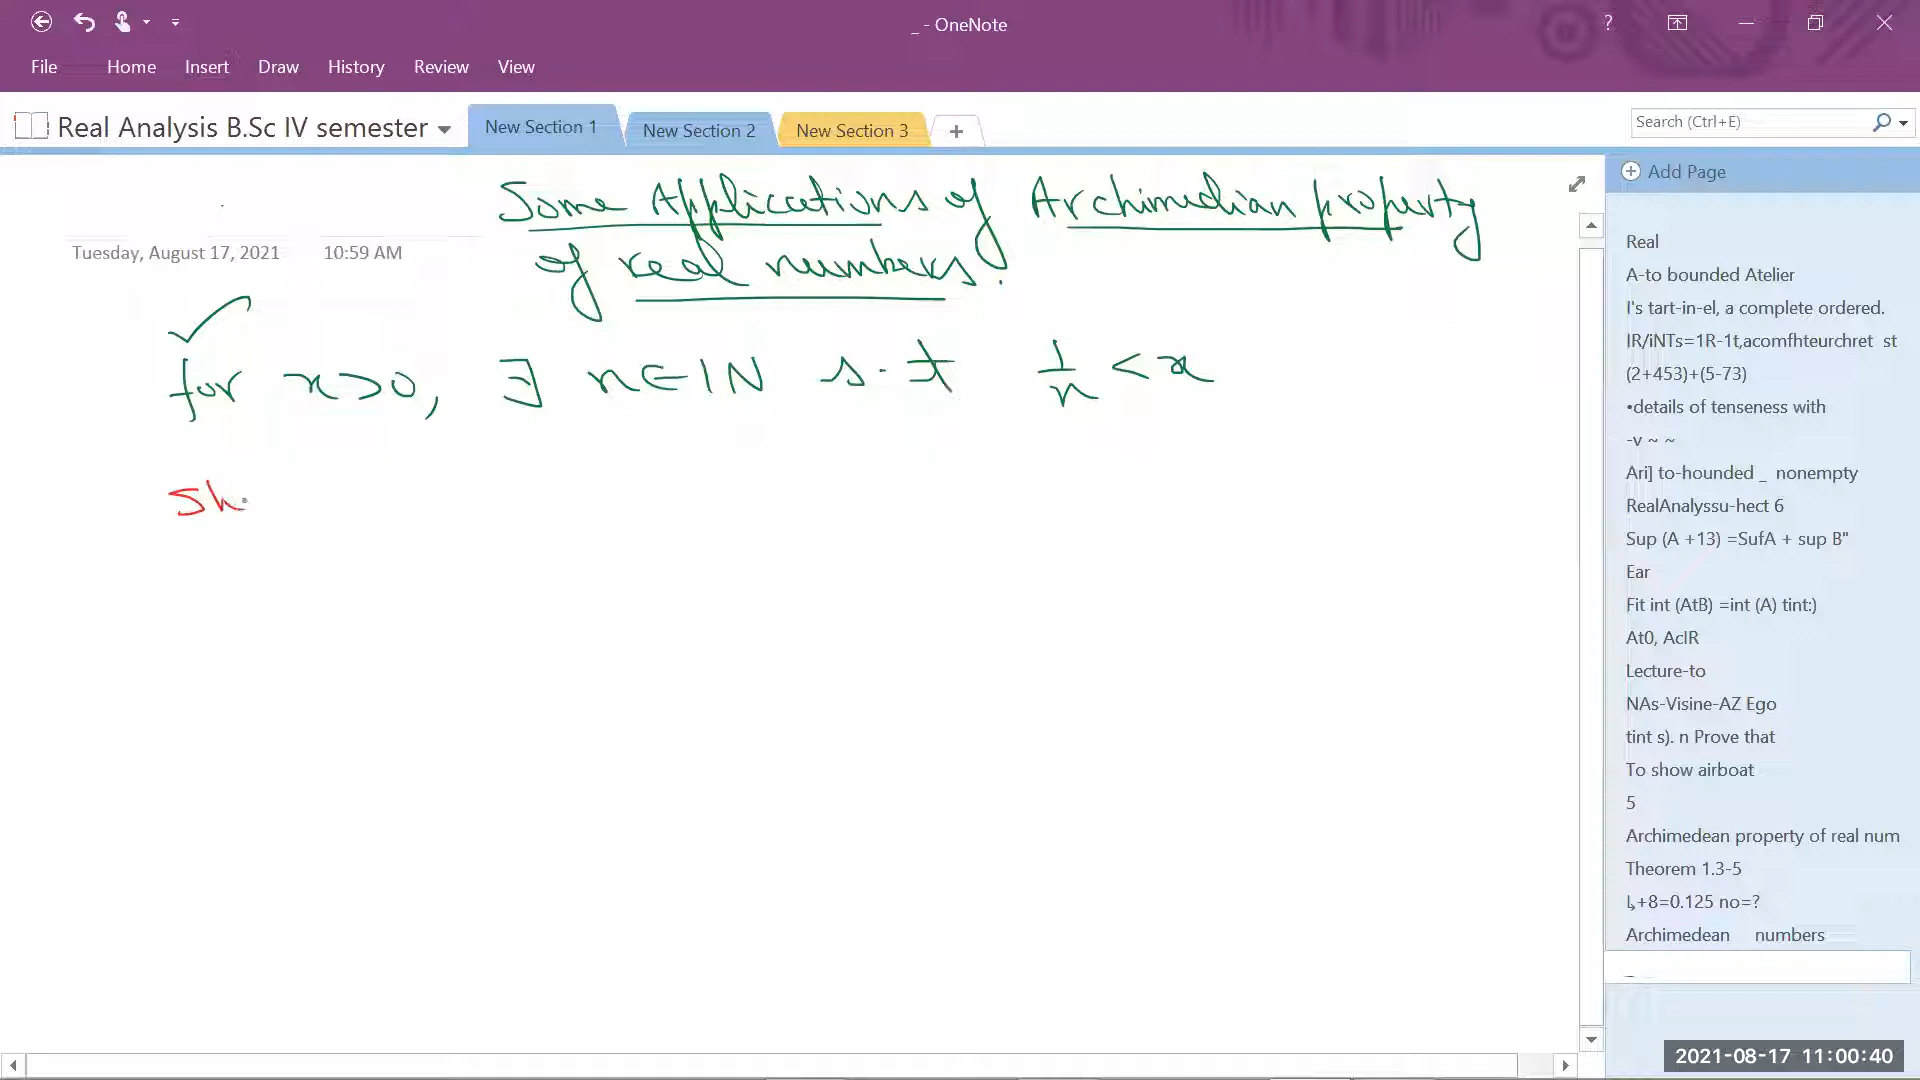 _ - OneNote
?
File Home Insert Draw History Review View
Real Analysis B.Sc IV semester
New Section 1 New Section 2 New Section 3 +
Search (Ctrl+E)
Some Applications of Archimedian property
of real numbers.
Tuesday, August 17, 2021 10:59 AM
for x>0, ∃ n∈IN s.t 1/n < x
Sh
Add Page
Real
A-to bounded Atelier
I's tart-in-el, a complete ordered.
IR/iNTs=1R-1t,acomfhteurchret st
(2+453)+(5-73)
•details of tenseness with
-v ~ ~
Ari] to-hounded _ nonempty
RealAnalyssu-hect 6
Sup (A +13) =SufA + sup B"
Ear
Fit int (AtB) =int (A) tint:)
At0, AclR
Lecture-to
NAs-Visine-AZ Ego
tint s). n Prove that
To show airboat
5
Archimedean property of real num
Theorem 1.3-5
+8=0.125 no=?
Archimedean numbers
_
2021-08-17 11:00:40